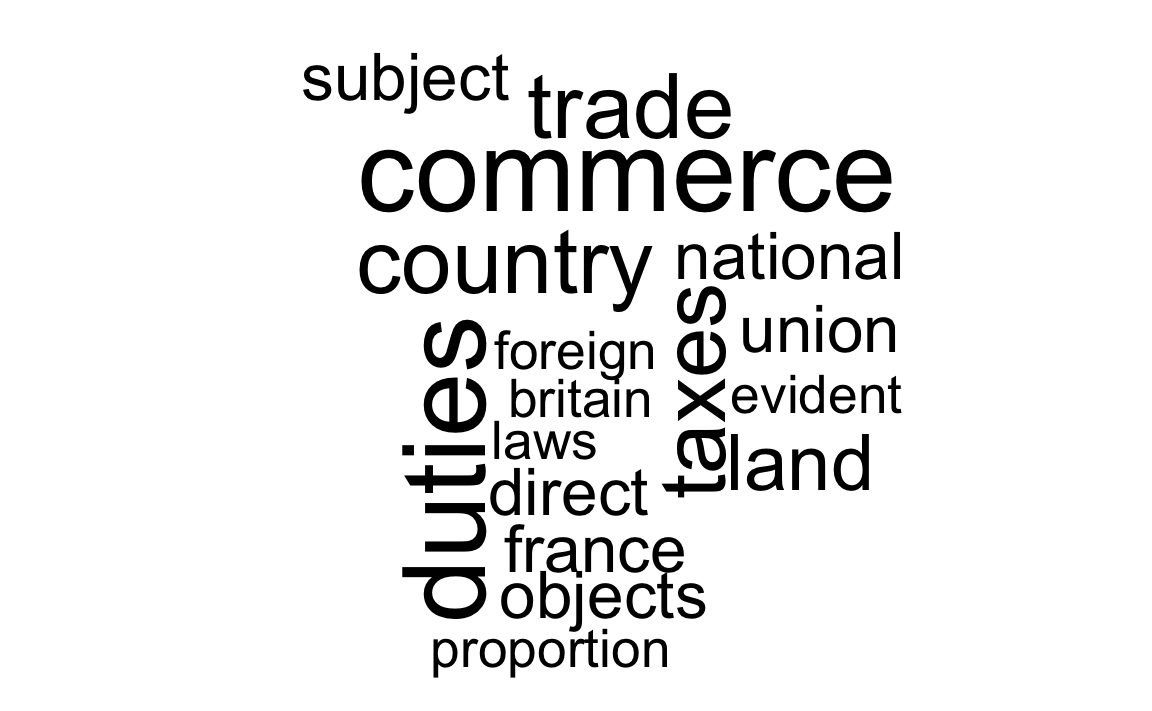 subject
trade
commerce
country
national
duties
taxes
foreign
union
britain
evident
laws
land
direct
france
objects
proportion